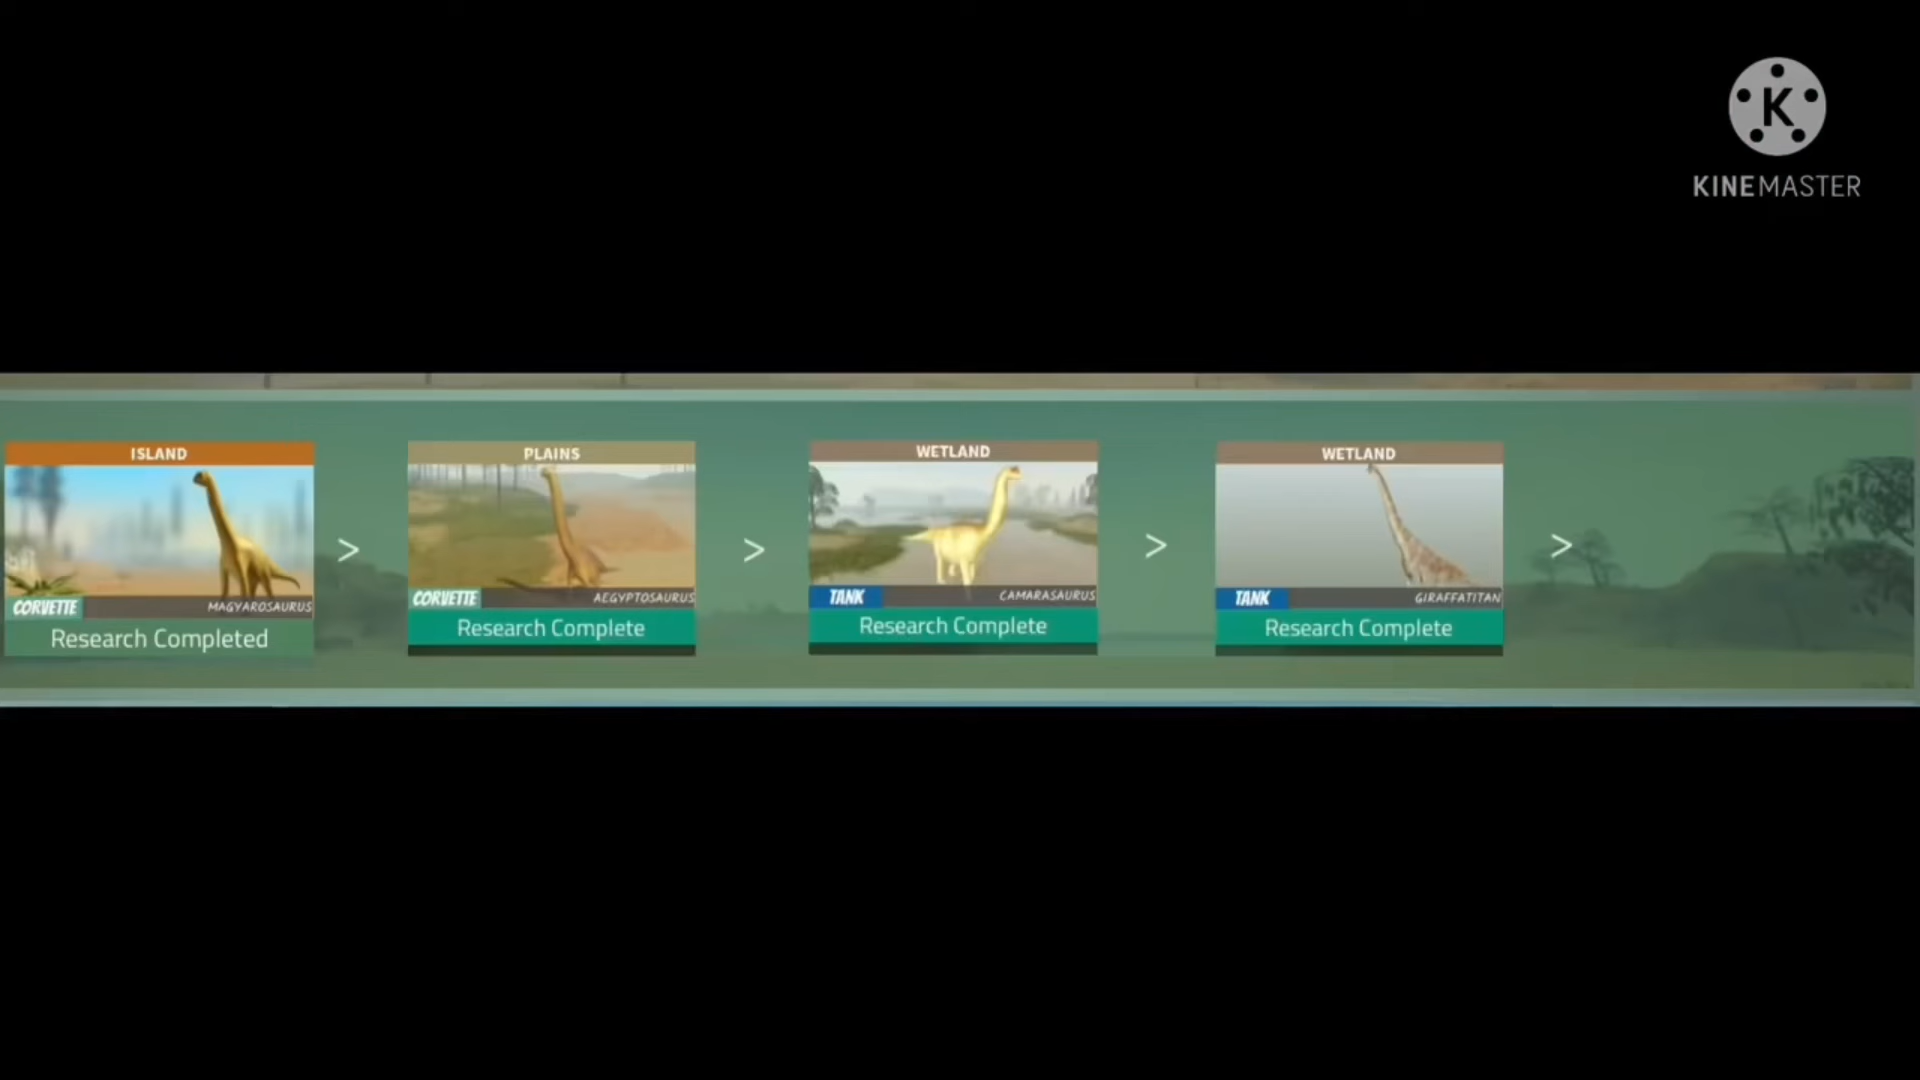 K
KINEMASTER
ISLAND
CORVETTE
MAGYAROSAURUS
Research Completed
>
PLAINS
CORVETTE
AEGYPTOSAURUS
Research Complete
>
WETLAND
TANK
CAMARASAURUS
Research Complete
>
WETLAND
TANK
GIRAFFATITAN
Research Complete
>